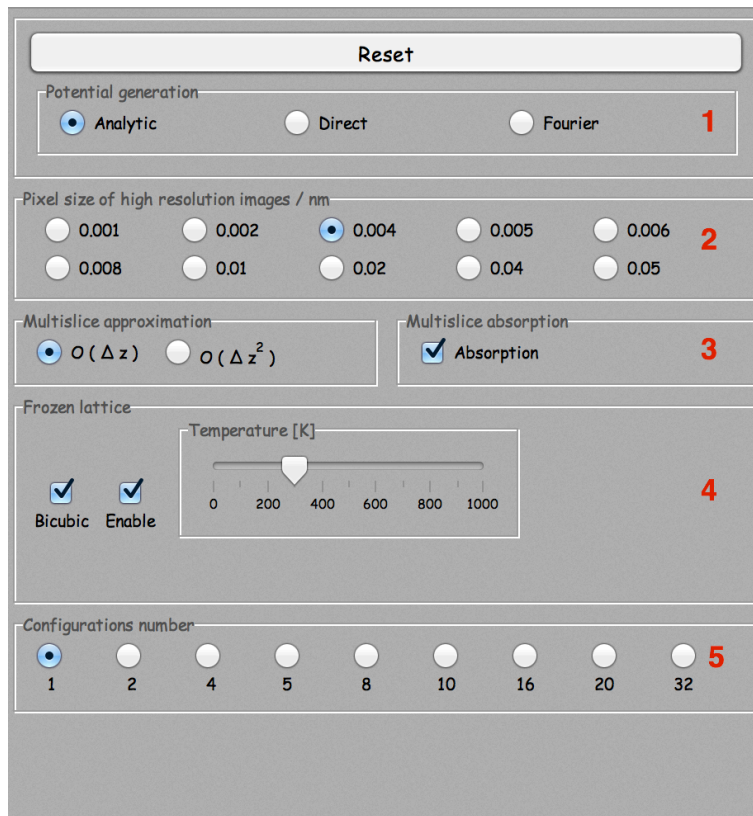 Reset
Potential generation
Analytic Direct Fourier 1
Pixel size of high resolution images / nm
0.001 0.002 0.004 0.005 0.006
2
0.008 0.01 0.02 0.04 0.05
Multislice approximation Multislice absorption
O ( Δ z ) O ( Δ z² ) Absorption 3
Frozen lattice
Temperature [K]
0 200 400 600 800 1000
Bicubic Enable
4
Configurations number
5
1 2 4 5 8 10 16 20 32